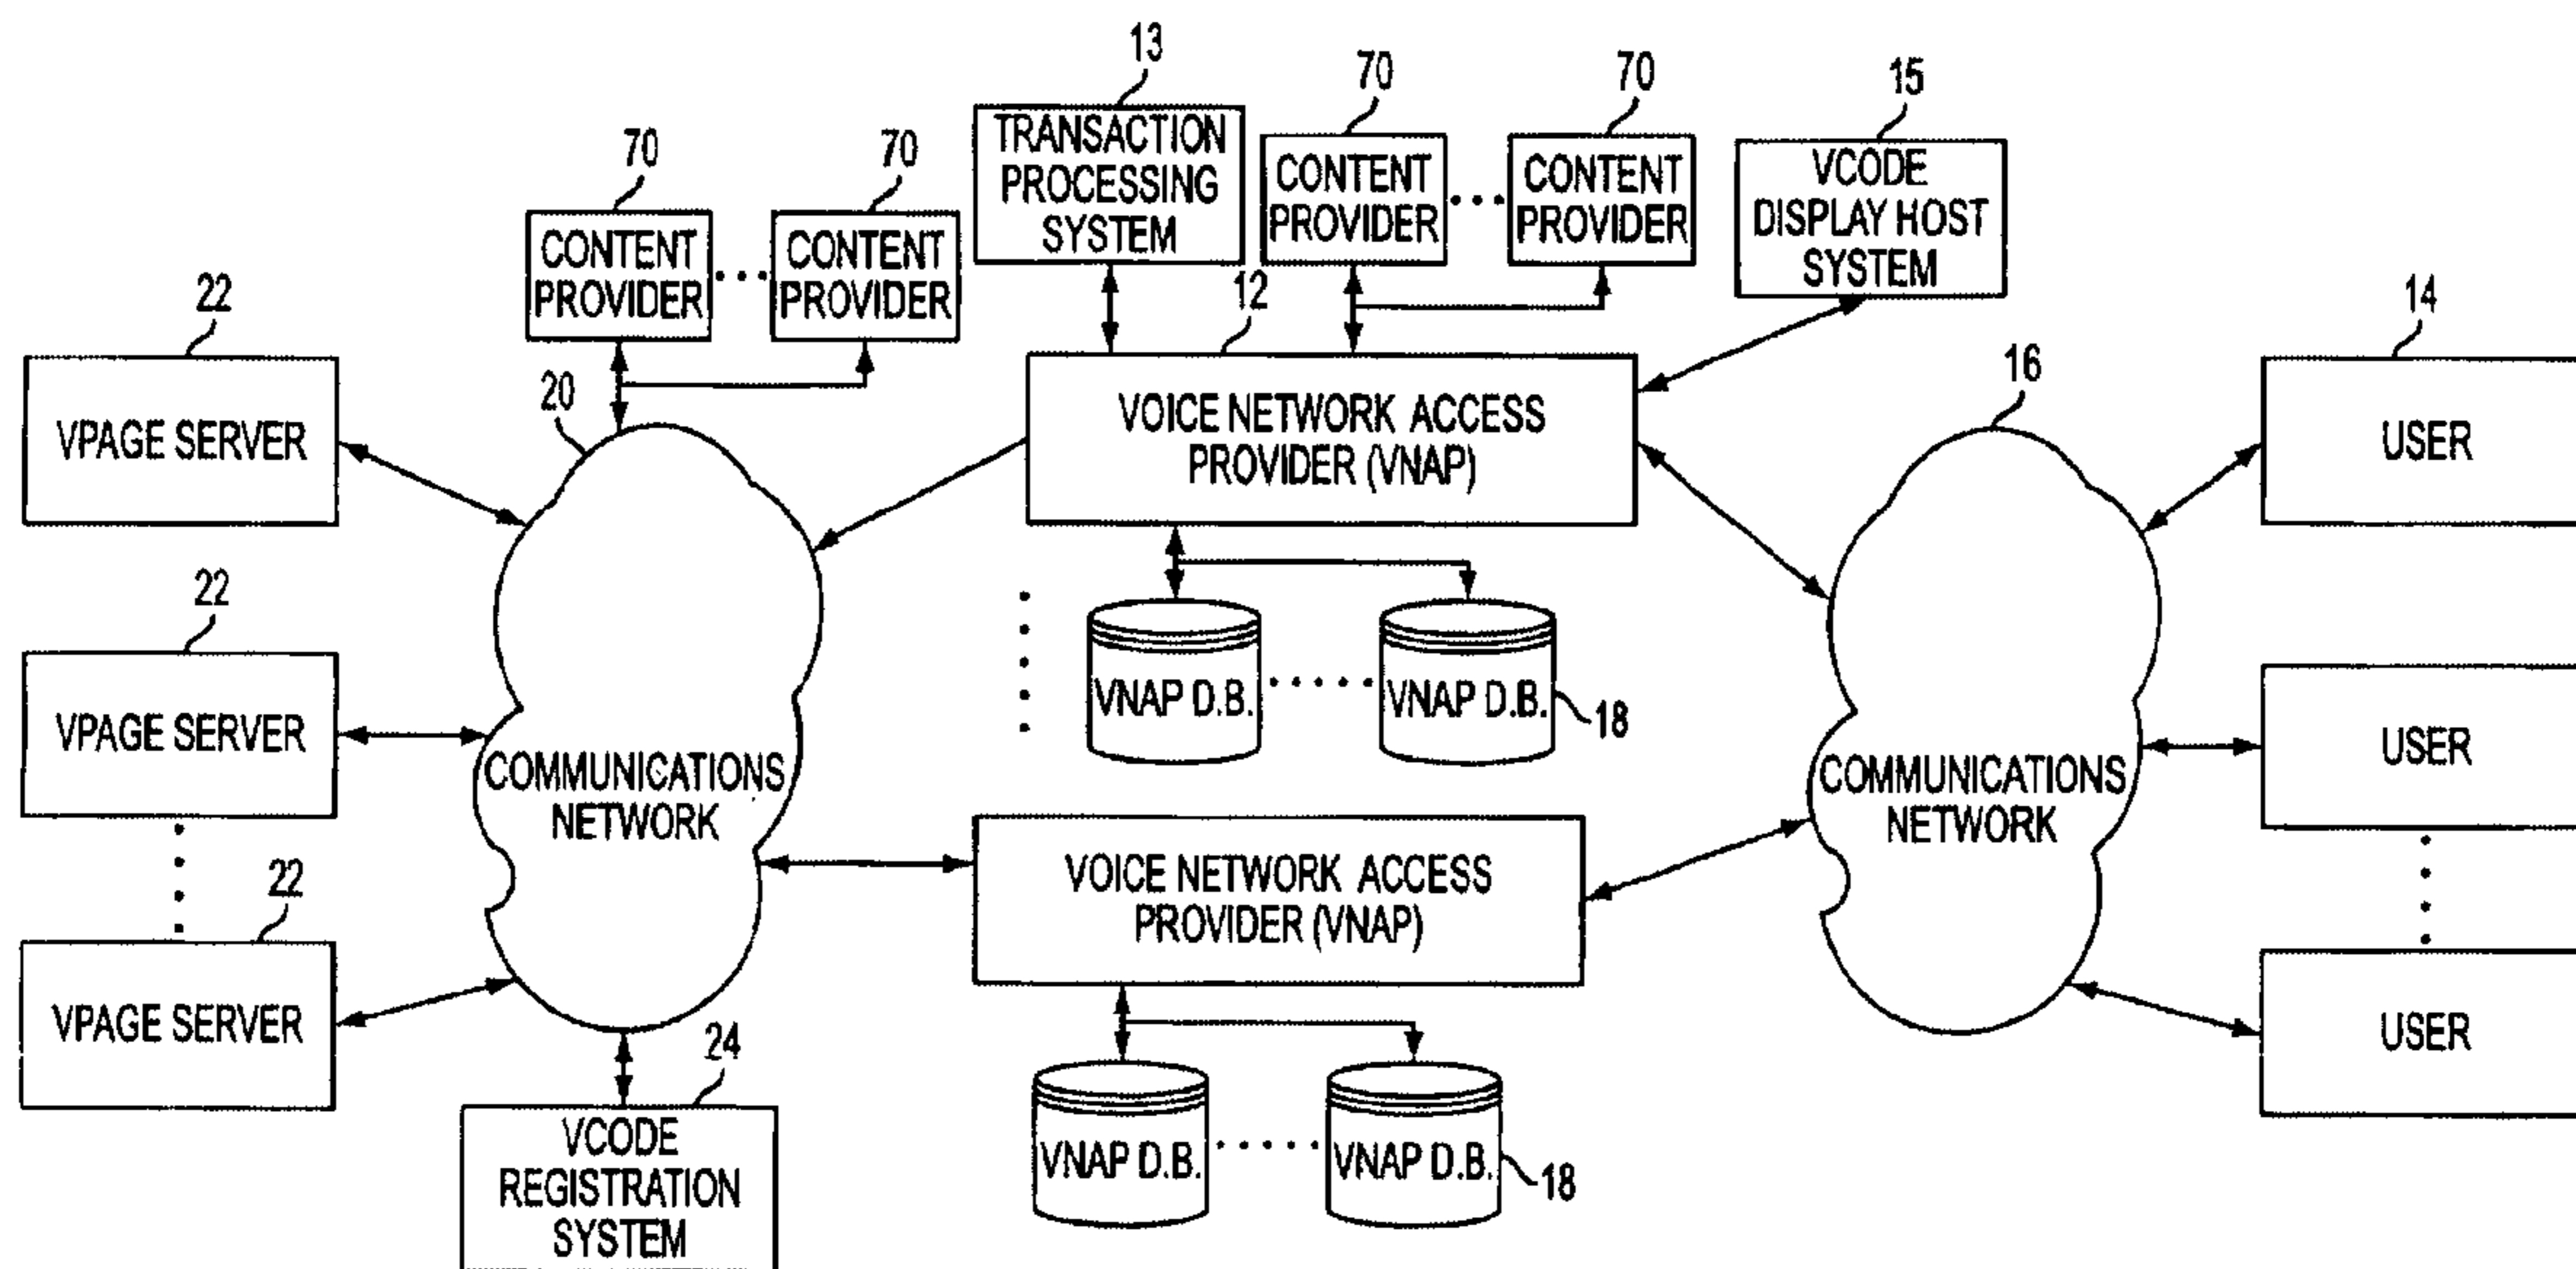 13
70
70
15
TRANSACTION
PROCESSING
SYSTEM
CONTENT
PROVIDER
CONTENT
PROVIDER
VCODE
DISPLAY HOST
SYSTEM
70
70
CONTENT
PROVIDER
CONTENT
PROVIDER
22
20
12
16
14
VPAGE SERVER
VOICE NETWORK ACCESS
PROVIDER (VNAP)
USER
22
VPAGE SERVER
COMMUNICATIONS
NETWORK
VNAP D.B.
VNAP D.B.
18
COMMUNICATIONS
NETWORK
USER
22
VPAGE SERVER
VOICE NETWORK ACCESS
PROVIDER (VNAP)
USER
24
VCODE
REGISTRATION
SYSTEM
VNAP D.B.
VNAP D.B.
18